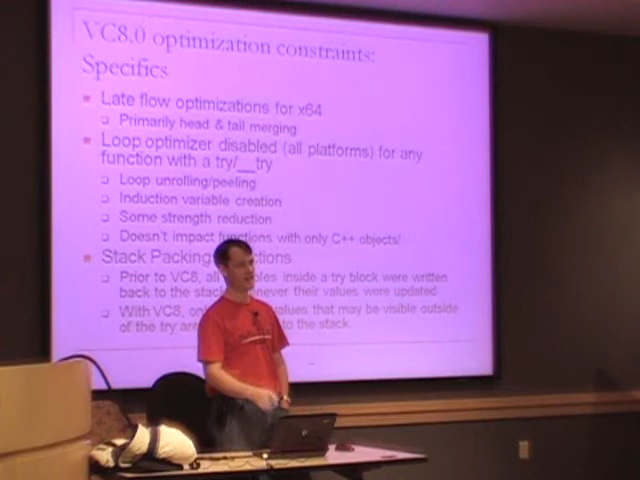 VC8.0 optimization constraints:
Specifics
Late flow optimizations for x64
Primarily head & tail merging
Loop optimizer disabled (all platforms) for any
function with a try/__try
Loop unrolling/peeling
Induction variable creation
Some strength reduction
Doesn't impact functions with only C++ objects!
Stack Packing
Prior to VC8, all inside a try block were written
back to the stack their values were updated
With VC8, values that may be visible outside
of the try to the stack.